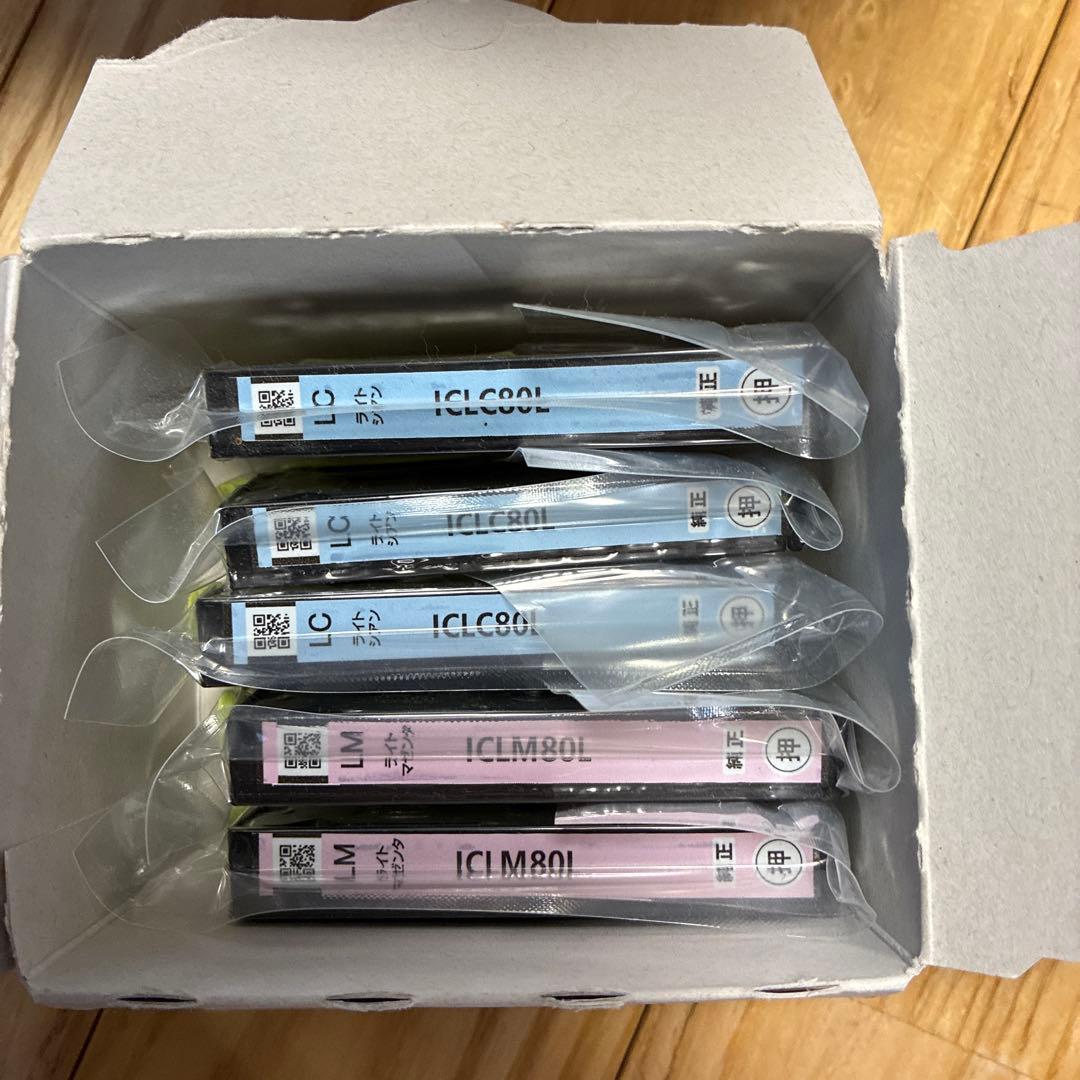 LC
ライト
シアン
ICLC80L
純正
押
LC
ライト
シアン
ICLC80L
純正
押
LC
ライト
シアン
ICLC80L
純正
押
LM
ライト
マゼンタ
ICLM80L
純正
押
LM
ライト
マゼンタ
ICLM80L
純正
押